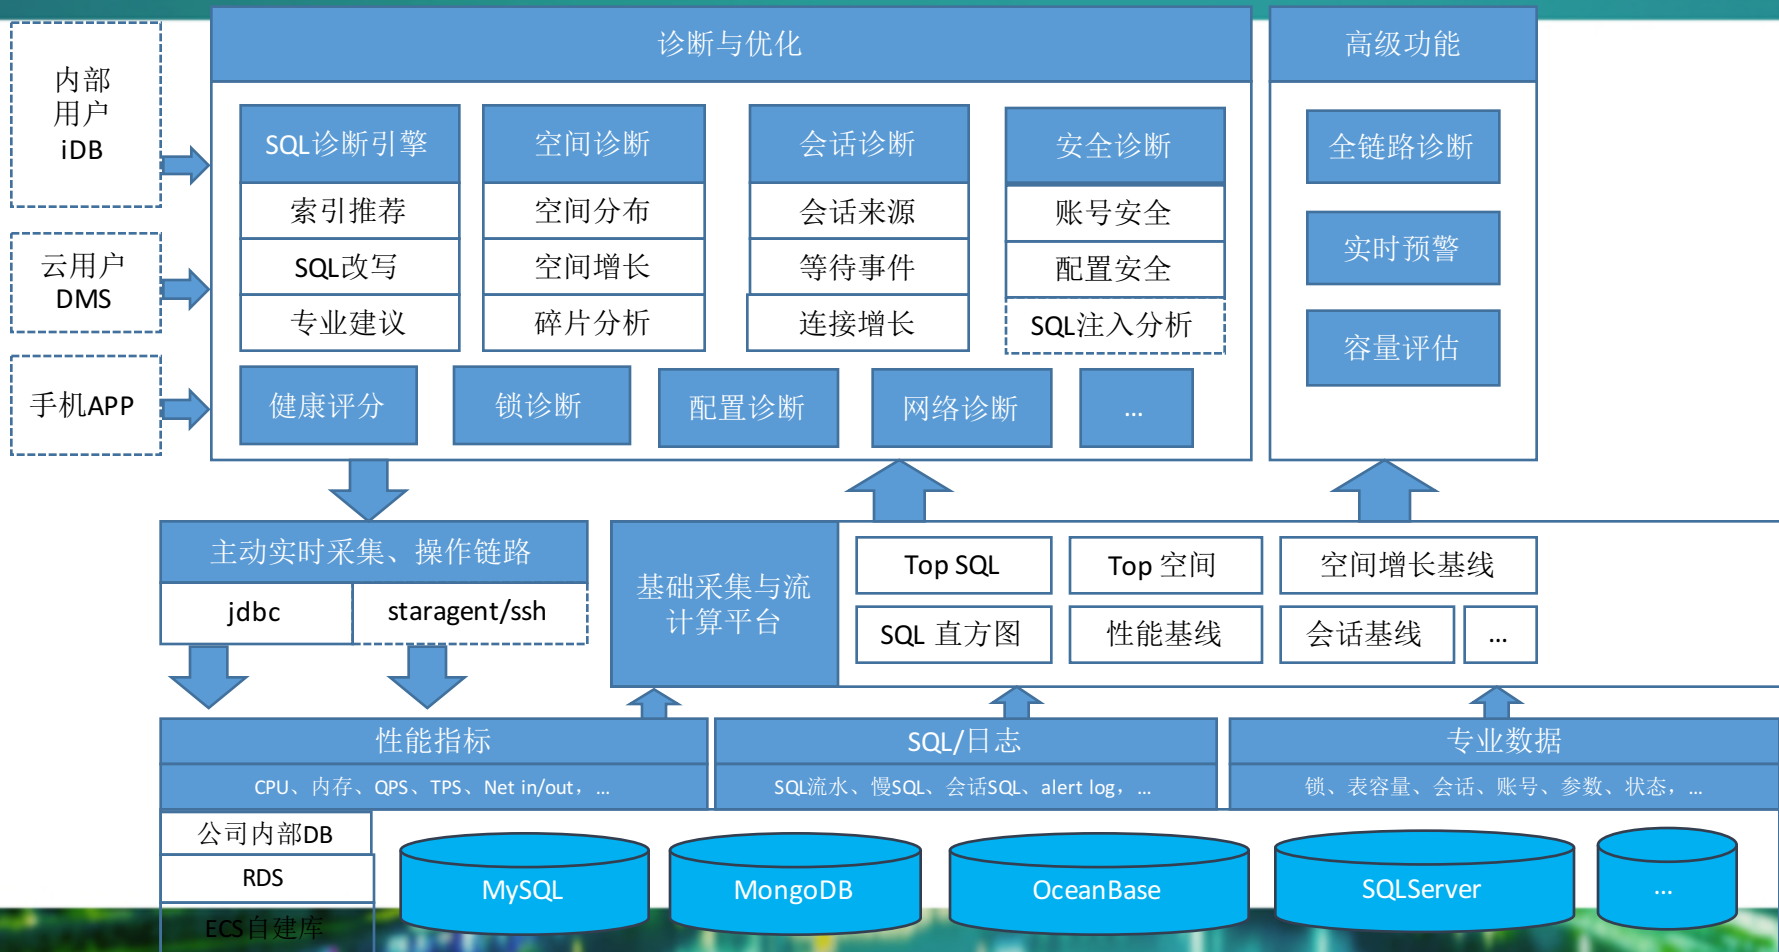 诊断与优化
高级功能
内部
用户
iDB
云用户
DMS
手机APP
SQL诊断引擎
索引推荐
SQL改写
专业建议
空间诊断
空间分布
空间增长
碎片分析
会话诊断
会话来源
等待事件
连接增长
安全诊断
账号安全
配置安全
SQL注入分析
健康评分
锁诊断
配置诊断
网络诊断
...
全链路诊断
实时预警
容量评估
主动实时采集、操作链路
jdbc
staragent/ssh
基础采集与流
计算平台
Top SQL
Top 空间
空间增长基线
SQL 直方图
性能基线
会话基线
...
性能指标
CPU、内存、QPS、TPS、Net in/out，...
SQL/日志
SQL流水、慢SQL、会话SQL、alert log，...
专业数据
锁、表容量、会话、账号、参数、状态，...
公司内部DB
RDS
ECS自建库
MySQL
MongoDB
OceanBase
SQLServer
...